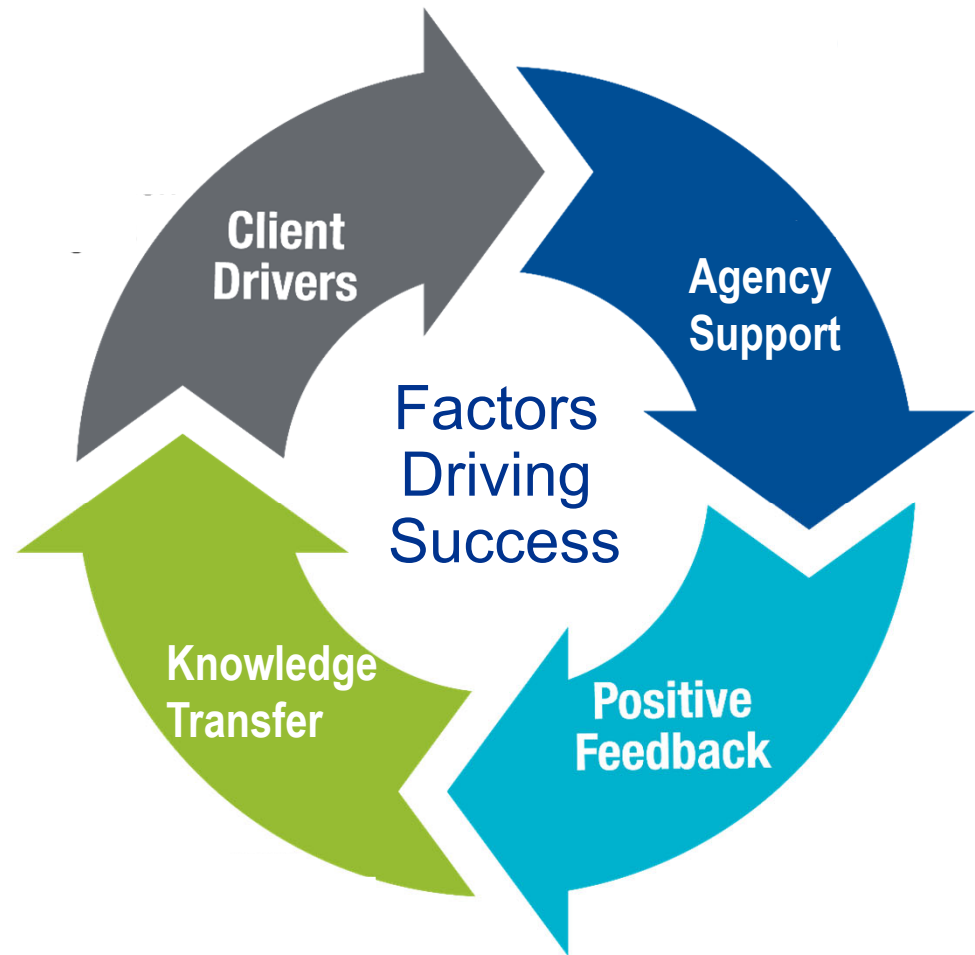 Client
Drivers
Agency
Support
Factors
Driving
Success
Positive
Feedback
Knowledge
Transfer